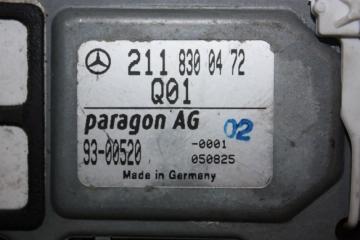 211 830 04 72
Q01
paragon AG 02
93-00520 -0001
050825
Made in Germany